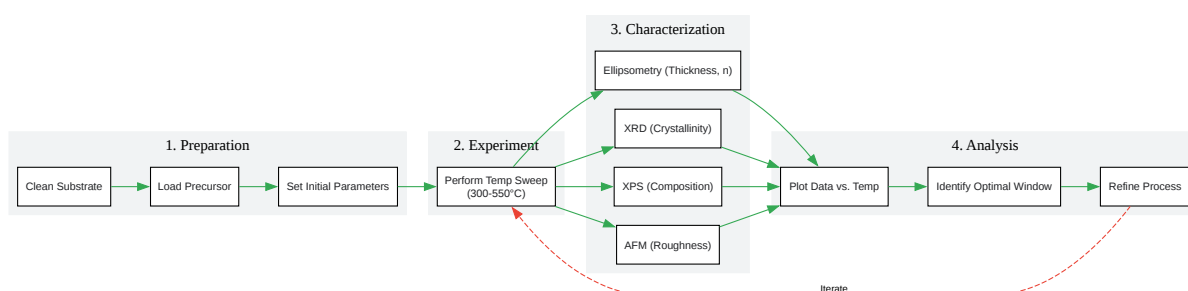 3. Characterization
Ellipsometry (Thickness, n)
XRD (Crystallinity)
1. Preparation
2. Experiment
4. Analysis
Clean Substrate
Load Precursor
Set Initial Parameters
Perform Temp Sweep
(300-550°C)
XPS (Composition)
Plot Data vs. Temp
Identify Optimal Window
Refine Process
AFM (Roughness)
Iterate